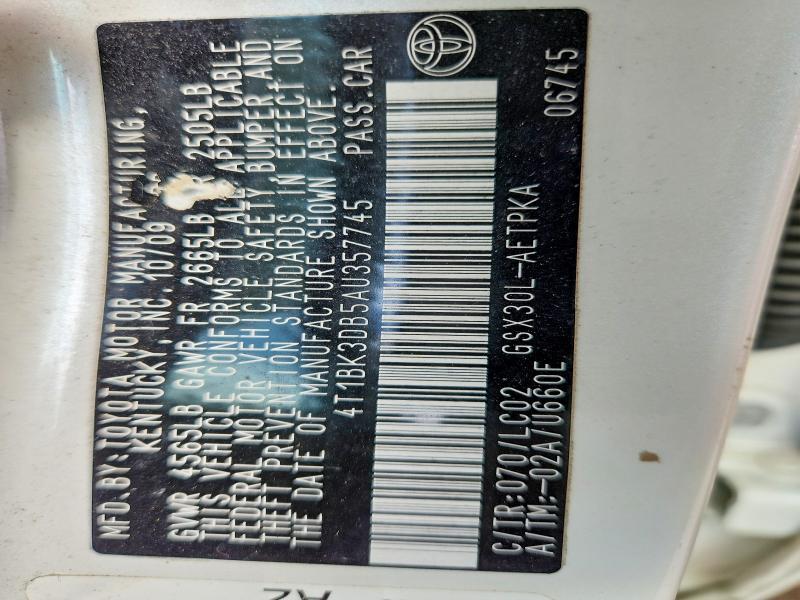 MFD.BY:TOYOTA MOTOR MANUFACTURING,
KENTUCKY, INC. 10/09
GVWR 4565LB GAWR FR 2665LB RR 2505LB
THIS VEHICLE CONFORMS TO ALL APPLICABLE
FEDERAL MOTOR VEHICLE SAFETY, BUMPER,AND
THEFT PREVENTION STANDARDS IN EFFECT ON
THE DATE OF MANUFACTURE SHOWN ABOVE.
4T1BK3DB5AU357745 PASS.CAR
C/TR:070/LC02 GSX30L-AETPKA
A/TM:-02A/U660E 06745
A2